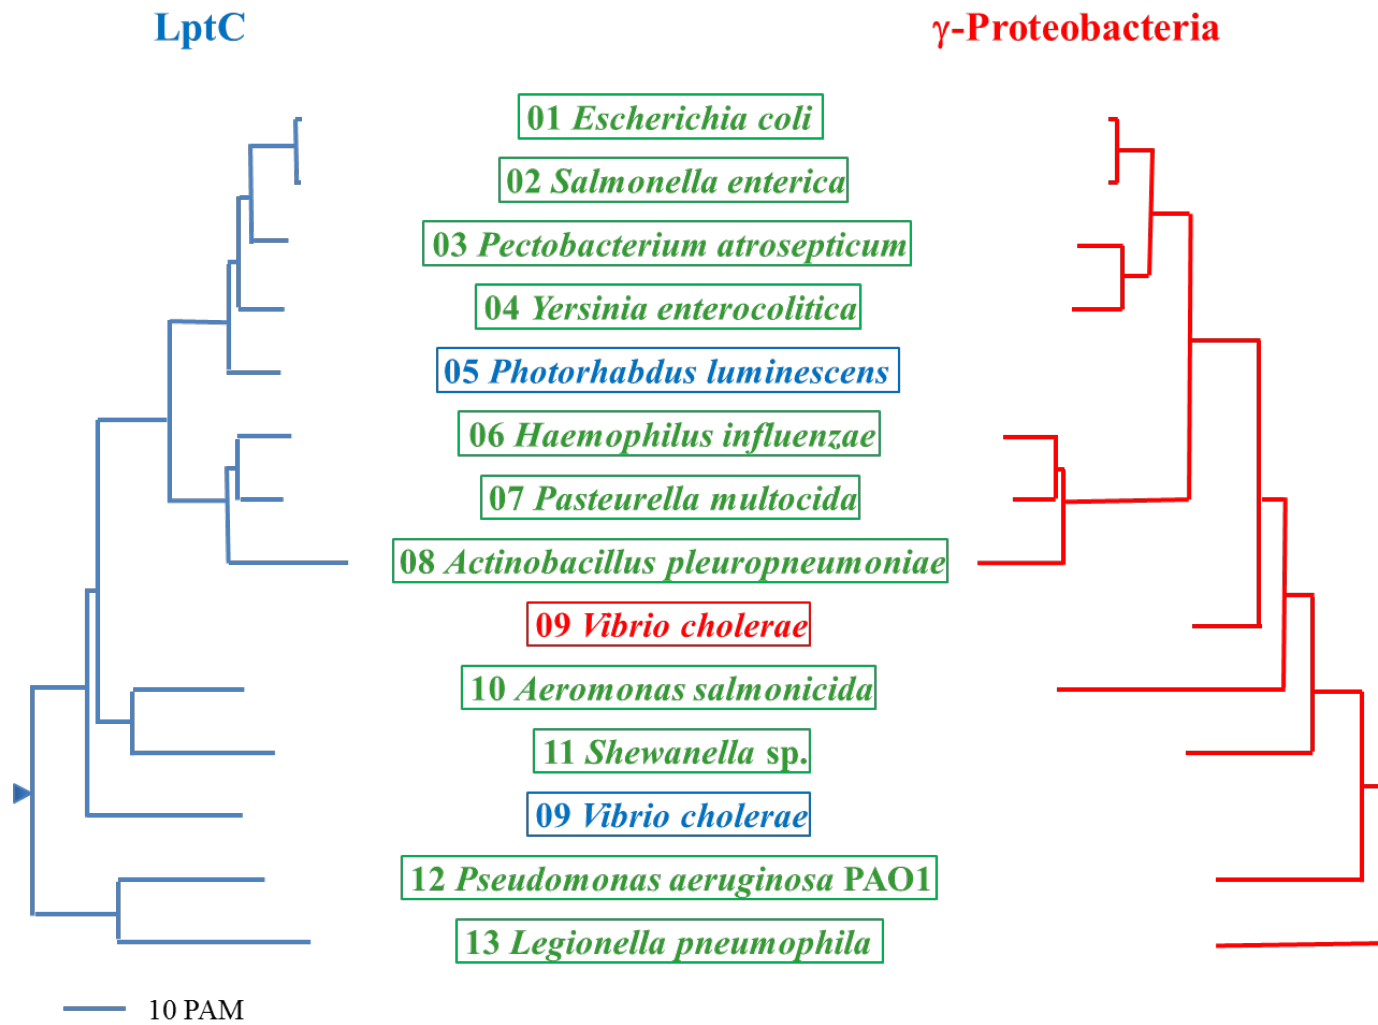 LptC
γ-Proteobacteria
01 Escherichia coli
02 Salmonella enterica
03 Pectobacterium atrosepticum
04 Yersinia enterocolitica
05 Photorhabdus luminescens
06 Haemophilus influenzae
07 Pasteurella multocida
08 Actinobacillus pleuropneumoniae
09 Vibrio cholerae
10 Aeromonas salmonicida
11 Shewanella sp.
09 Vibrio cholerae
12 Pseudomonas aeruginosa PAO1
13 Legionella pneumophila
10 PAM